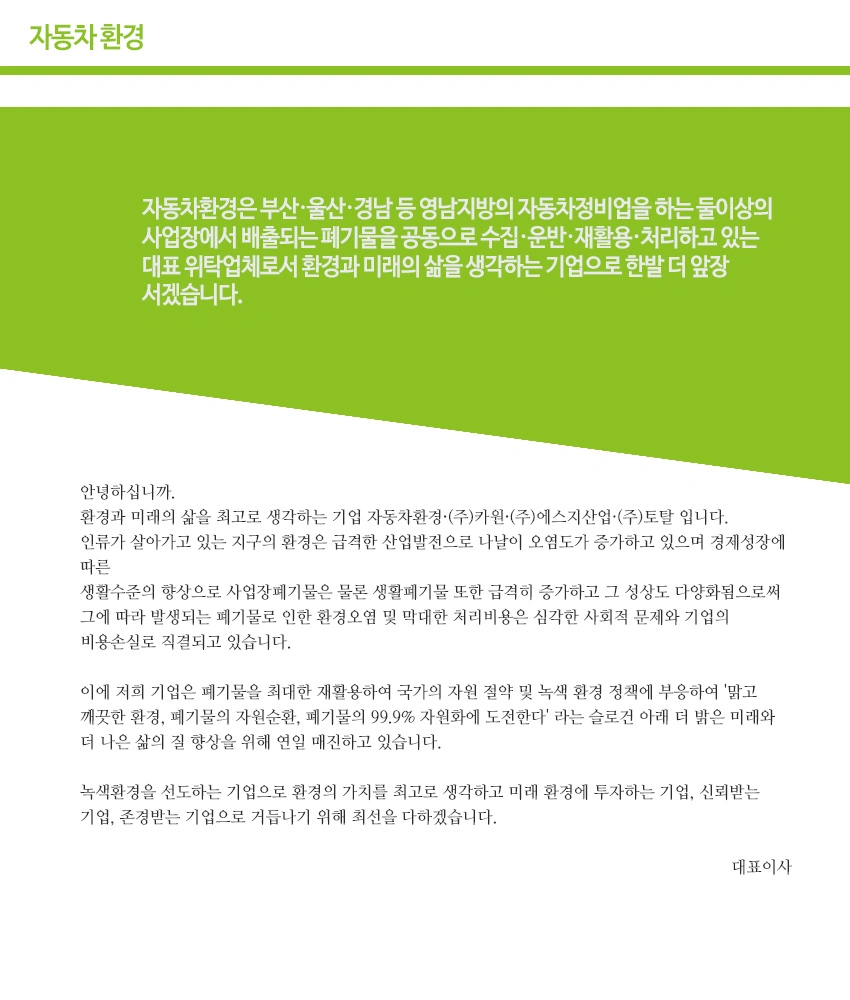 자동차 환경
자동차환경은 부산·울산·경남 등 영남지방의 자동차정비업을 하는 둘이상의
사업장에서 배출되는 폐기물을 공동으로 수집·운반·재활용·처리하고 있는
대표 위탁업체로서 환경과 미래의 삶을 생각하는 기업으로 한발 더 앞장
서겠습니다.
안녕하십니까.
환경과 미래의 삶을 최고로 생각하는 기업 자동차환경·(주)카원·(주)에스지산업·(주)토탈 입니다.
인류가 살아가고 있는 지구의 환경은 급격한 산업발전으로 나날이 오염도가 증가하고 있으며 경제성장에
따른
생활수준의 향상으로 사업장폐기물은 물론 생활폐기물 또한 급격히 증가하고 그 성상도 다양화됨으로써
그에 따라 발생되는 폐기물로 인한 환경오염 및 막대한 처리비용은 심각한 사회적 문제와 기업의
비용손실로 직결되고 있습니다.
이에 저희 기업은 폐기물을 최대한 재활용하여 국가의 자원 절약 및 녹색 환경 정책에 부응하여 '맑고
깨끗한 환경, 폐기물의 자원순환, 폐기물의 99.9% 자원화에 도전한다' 라는 슬로건 아래 더 밝은 미래와
더 나은 삶의 질 향상을 위해 연일 매진하고 있습니다.
녹색환경을 선도하는 기업으로 환경의 가치를 최고로 생각하고 미래 환경에 투자하는 기업, 신뢰받는
기업, 존경받는 기업으로 거듭나기 위해 최선을 다하겠습니다.
대표이사